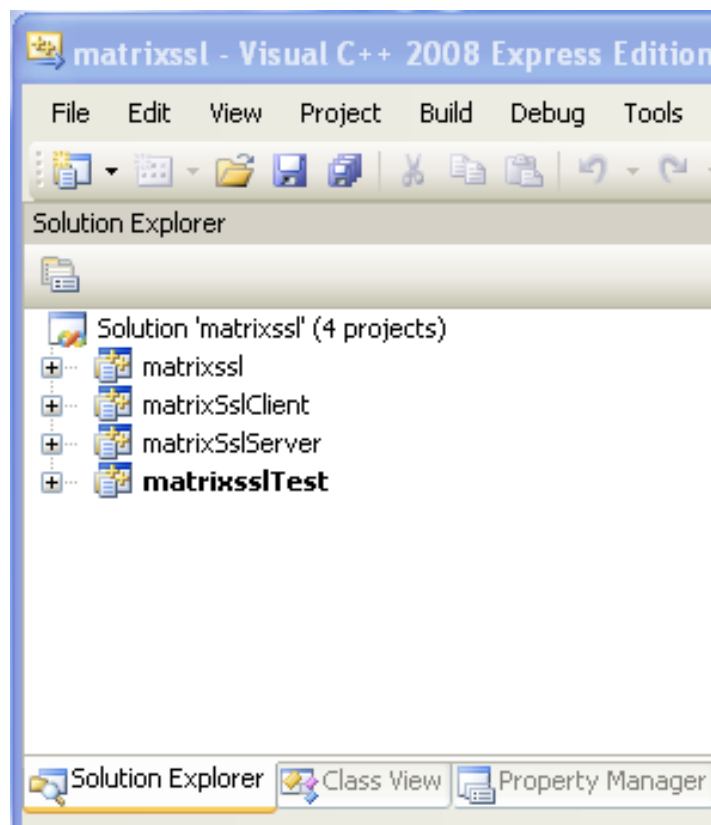 matrixssl - Visual C++ 2008 Express Edition
File Edit View Project Build Debug Tools
Solution Explorer
Solution 'matrixssl' (4 projects)
matrixssl
matrixSslClient
matrixSslServer
matrixsslTest
Solution Explorer Class View Property Manager